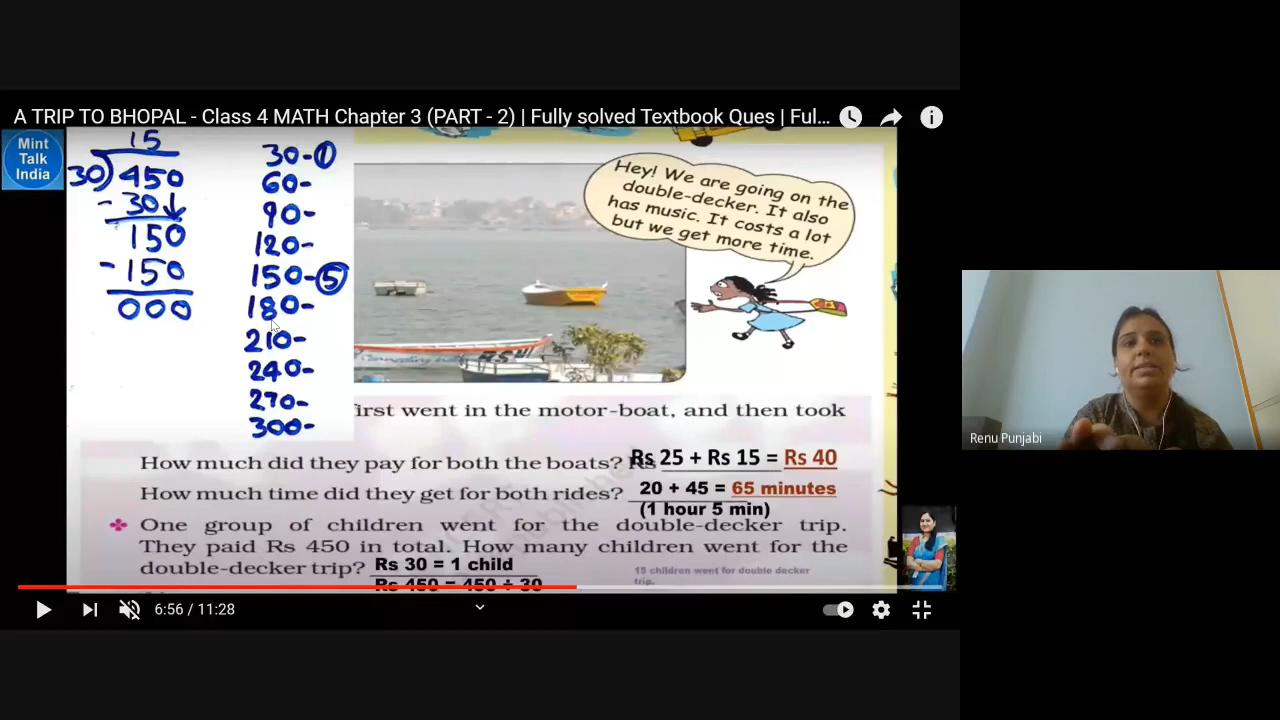 A TRIP TO BHOPAL - Class 4 MATH Chapter 3 (PART - 2) | Fully solved Textbook Ques | Ful...
Mint
Talk
India
15
30)450
- 30
150
-150
000
30-1
60-
90-
120-
150-5
180-
210-
240-
270-
300-
Hey! We are going on the
double-decker. It also
has music. It costs a lot
but we get more time.
first went in the motor-boat, and then took
How much did they pay for both the boats? Rs Rs 25 + Rs 15 = Rs 40
How much time did they get for both rides? 20 + 45 = 65 minutes
(1 hour 5 min)
One group of children went for the double-decker trip.
They paid Rs 450 in total. How many children went for the
double-decker trip? Rs 30 = 1 child
Rs 450 = 450 ÷ 30
15 children went for double decker
trip.
6:56 / 11:28
Renu Punjabi